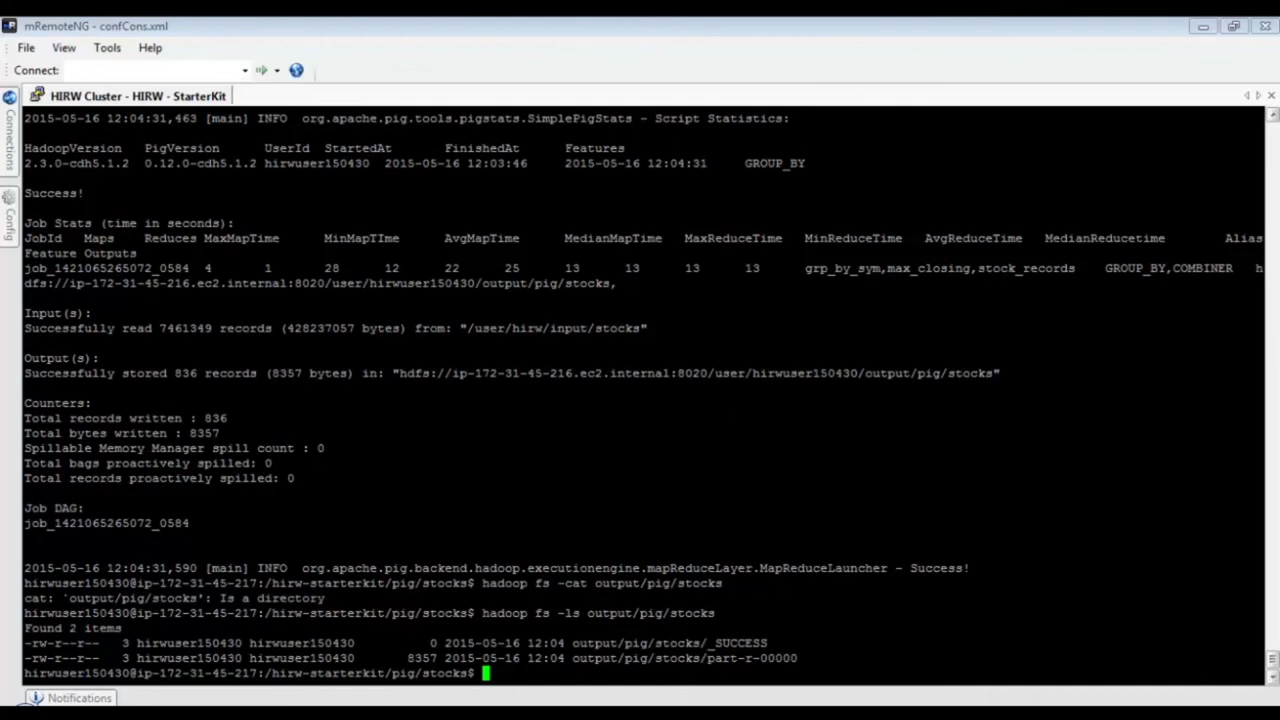 mRemoteNG - confCons.xml
File View Tools Help
Connect:
HIRW Cluster - HIRW - StarterKit
Connections
Config
2015-05-16 12:04:31,463 [main] INFO  org.apache.pig.tools.pigstats.SimplePigStats - Script Statistics:
HadoopVersion PigVersion UserId StartedAt FinishedAt Features
2.3.0-cdh5.1.2 0.12.0-cdh5.1.2 hirwuser150430 2015-05-16 12:03:46 2015-05-16 12:04:31 GROUP_BY
Success!
Job Stats (time in seconds):
JobId Maps Reduces MaxMapTime MinMapTIme AvgMapTime MedianMapTime MaxReduceTime MinReduceTime AvgReduceTime MedianReducetime Alias
Feature Outputs
job_1421065265072_0584 4 1 28 12 22 25 13 13 13 13 grp_by_sym,max_closing,stock_records GROUP_BY,COMBINER h
dfs://ip-172-31-45-216.ec2.internal:8020/user/hirwuser150430/output/pig/stocks,
Input(s):
Successfully read 7461349 records (428237057 bytes) from: "/user/hirw/input/stocks"
Output(s):
Successfully stored 836 records (8357 bytes) in: "hdfs://ip-172-31-45-216.ec2.internal:8020/user/hirwuser150430/output/pig/stocks"
Counters:
Total records written : 836
Total bytes written : 8357
Spillable Memory Manager spill count : 0
Total bags proactively spilled: 0
Total records proactively spilled: 0
Job DAG:
job_1421065265072_0584
2015-05-16 12:04:31,590 [main] INFO  org.apache.pig.backend.hadoop.executionengine.mapReduceLayer.MapReduceLauncher - Success!
hirwuser150430@ip-172-31-45-217:/hirw-starterkit/pig/stocks$ hadoop fs -cat output/pig/stocks
cat: `output/pig/stocks': Is a directory
hirwuser150430@ip-172-31-45-217:/hirw-starterkit/pig/stocks$ hadoop fs -ls output/pig/stocks
Found 2 items
-rw-r--r-- 3 hirwuser150430 hirwuser150430 0 2015-05-16 12:04 output/pig/stocks/_SUCCESS
-rw-r--r-- 3 hirwuser150430 hirwuser150430 8357 2015-05-16 12:04 output/pig/stocks/part-r-00000
hirwuser150430@ip-172-31-45-217:/hirw-starterkit/pig/stocks$
Notifications